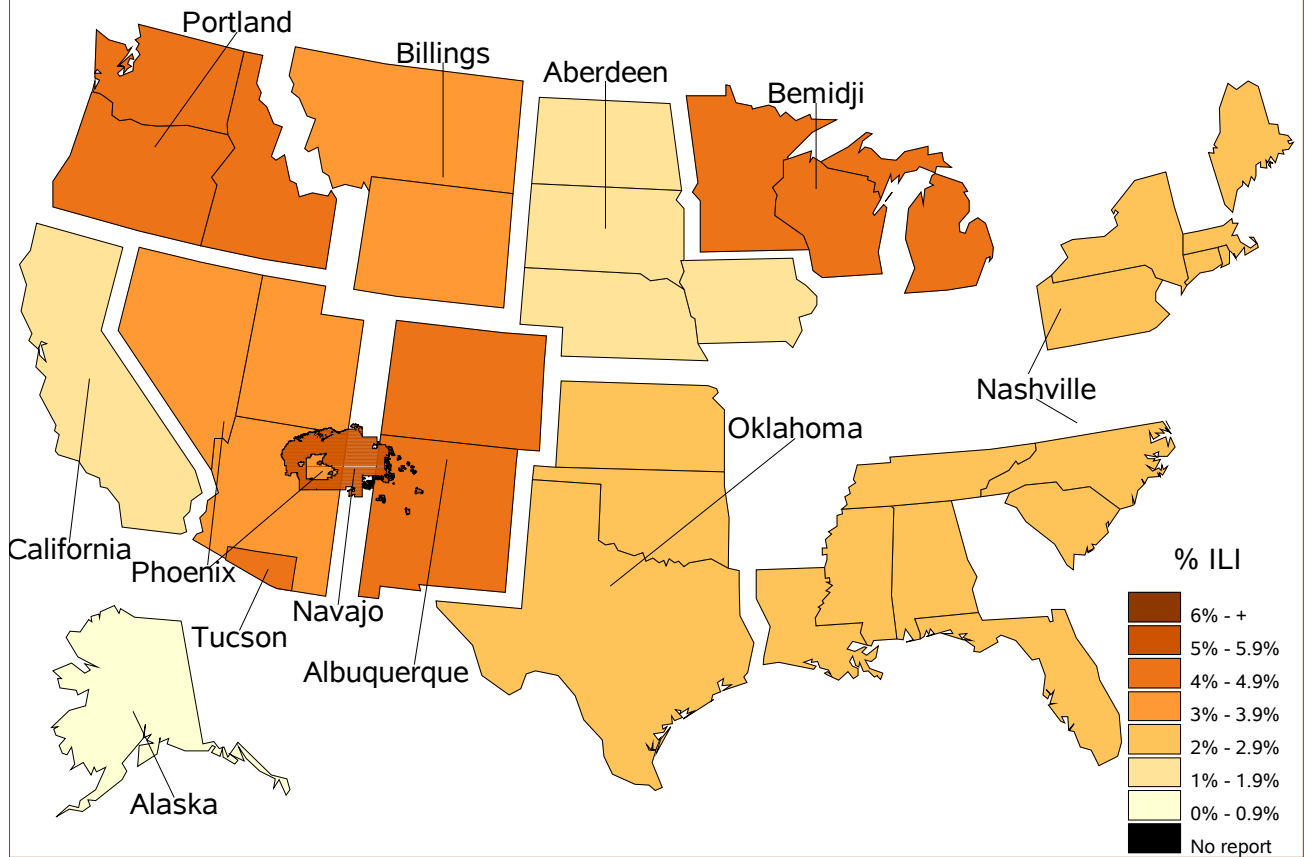 Portland
Billings
Aberdeen
Bemidji
Nashville
Oklahoma
California
Phoenix
Navajo
Tucson
Albuquerque
Alaska
% ILI
6% - +
5% - 5.9%
4% - 4.9%
3% - 3.9%
2% - 2.9%
1% - 1.9%
0% - 0.9%
No report